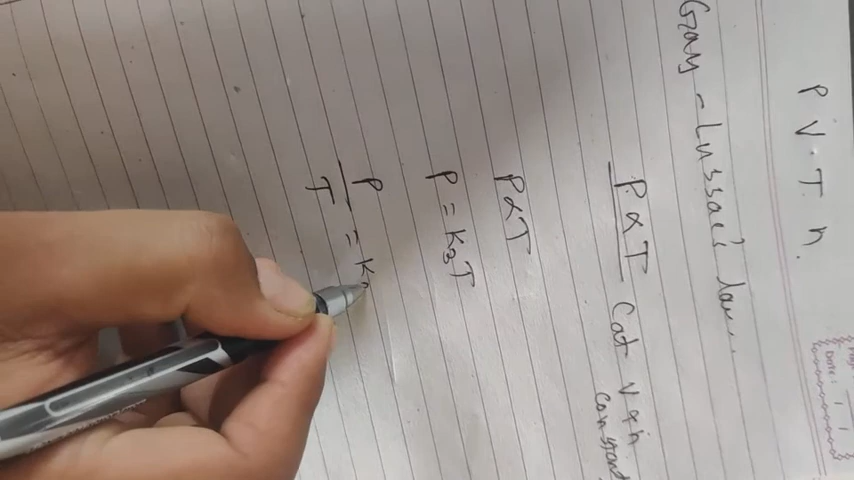 P V. T. n.
Gay-Lussac's law..
P α T (at V & n
constant
P α T
P = K3T
P
T = K
Date: / /